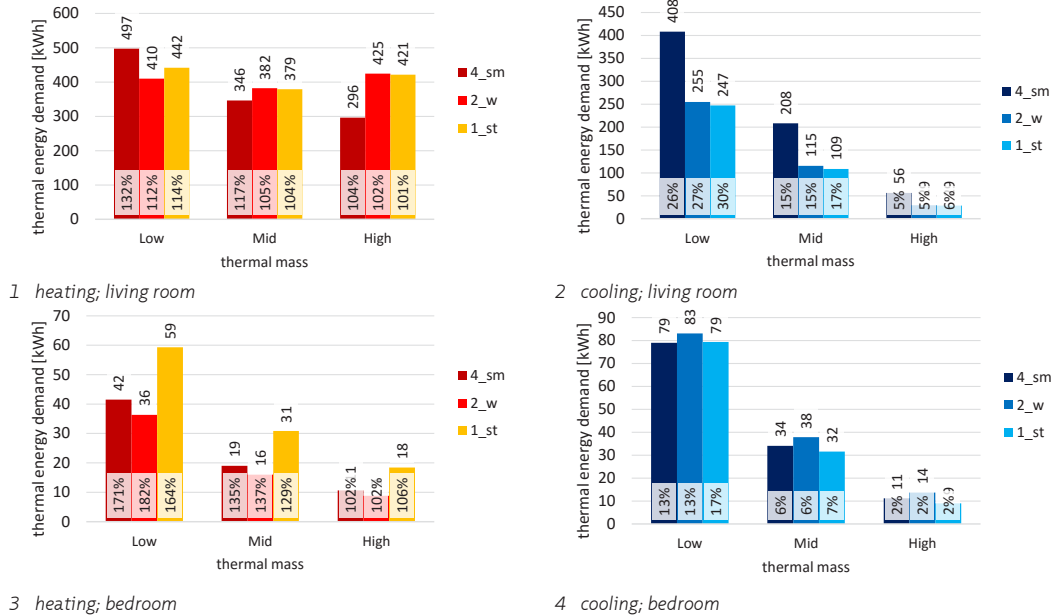 600
500
400
300
200
100
0
thermal energy demand [kWh]
497
410
442
346
382
379
296
425
421
132%
112%
114%
117%
105%
104%
104%
102%
101%
Low
Mid
High
thermal mass
4_sm
2_w
1_st
1 heating; living room
450
400
350
300
250
200
150
100
50
0
thermal energy demand [kWh]
408
255
247
208
115
109
56
26%
27%
30%
15%
15%
17%
5%
5%
9
6%
9
Low
Mid
High
thermal mass
4_sm
2_w
1_st
2 cooling; living room
70
60
50
40
30
20
10
0
thermal energy demand [kWh]
42
36
59
19
16
31
1
18
171%
182%
164%
135%
137%
129%
102%
102%
106%
Low
Mid
High
thermal mass
4_sm
2_w
1_st
3 heating; bedroom
90
80
70
60
50
40
30
20
10
0
thermal energy demand [kWh]
79
83
79
34
38
32
11
14
9
13%
13%
17%
6%
6%
7%
2%
2%
2%
Low
Mid
High
thermal mass
4_sm
2_w
1_st
4 cooling; bedroom